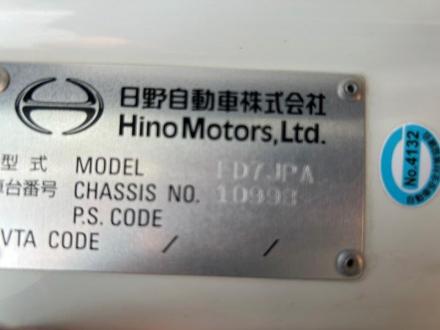 日野自動車株式会社
Hino Motors, Ltd.
型式 MODEL FD7JPA
車台番号 CHASSIS NO. 10993
P.S. CODE
VTA CODE / /
No.4132